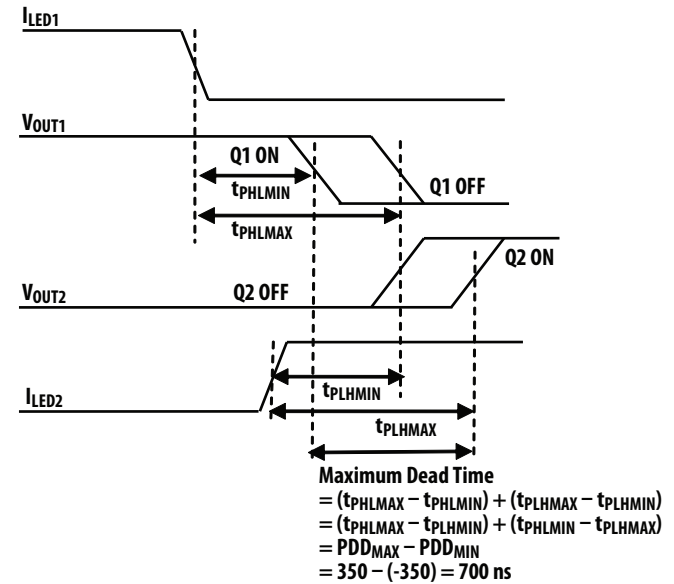 ILED1
VOUT1
Q1 ON
tPHLMIN
Q1 OFF
tPHLMAX
Q2 ON
VOUT2
Q2 OFF
tPLHMIN
ILED2
tPLHMAX
Maximum Dead Time
= (tPHLMAX – tPHLMIN) + (tPLHMAX – tPLHMIN)
= (tPHLMAX – tPHLMIN) + (tPHLMIN – tPLHMAX)
= PDDMAX – PDDMIN
= 350 – (-350) = 700 ns